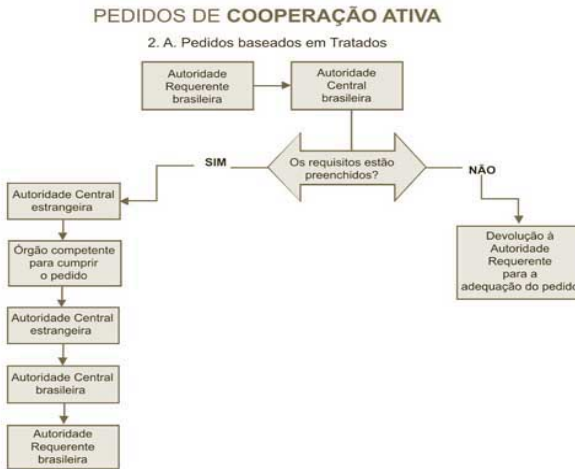 PEDIDOS DE COOPERAÇÃO ATIVA
2. A. Pedidos baseados em Tratados
Autoridade
Requerente
brasileira
Autoridade
Central
brasileira
Os requisitos estão
preenchidos?
SIM
NÃO
Autoridade Central
estrangeira
Órgão competente
para cumprir
o pedido
Autoridade Central
estrangeira
Autoridade Central
brasileira
Autoridade
Requerente
brasileira
Devolução à
Autoridade
Requerente
para a
adequação do pedido